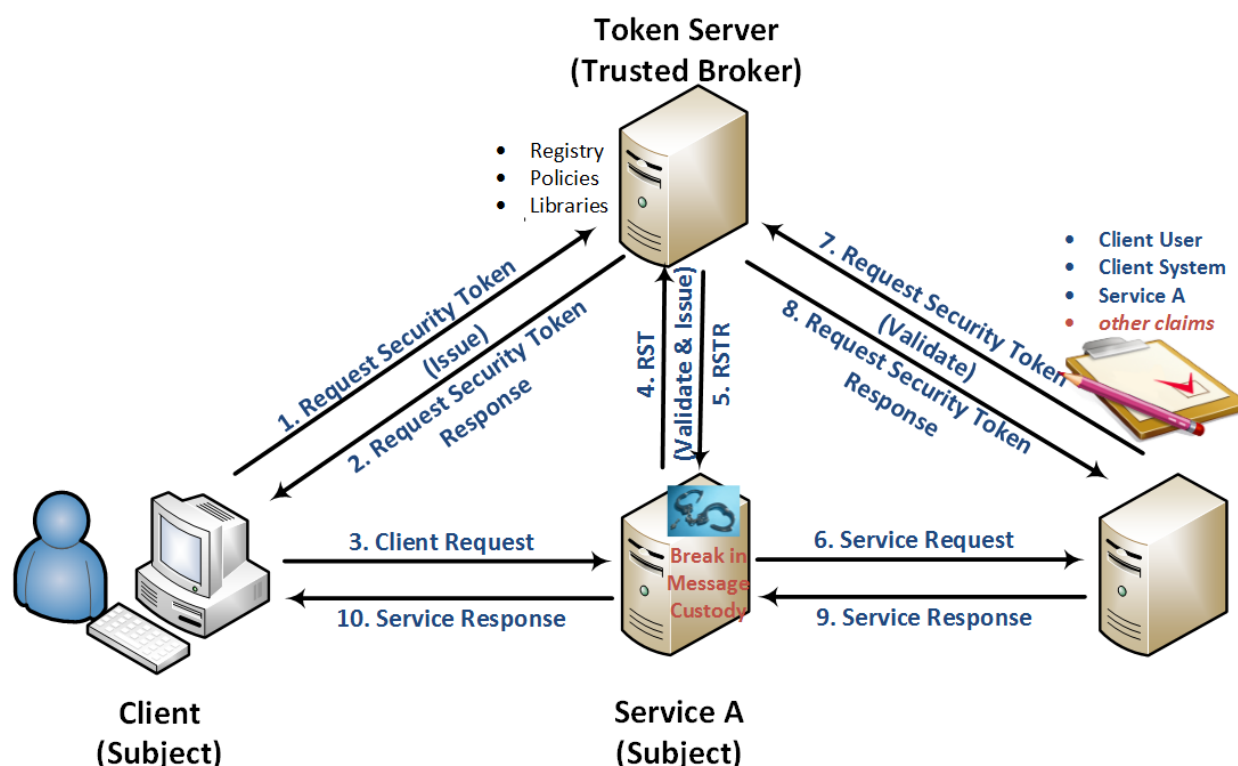 Token Server
(Trusted Broker)
• Registry
• Policies
• Libraries
1. Request Security Token
(Issue)
2. Request Security Token
Response
4. RST
(Validate & Issue)
5. RSTR
7. Request Security Token
(Validate)
8. Request Security Token
Response
• Client User
• Client System
• Service A
• other claims
3. Client Request
10. Service Response
Break in
Message
Custody
6. Service Request
9. Service Response
Client
(Subject)
Service A
(Subject)